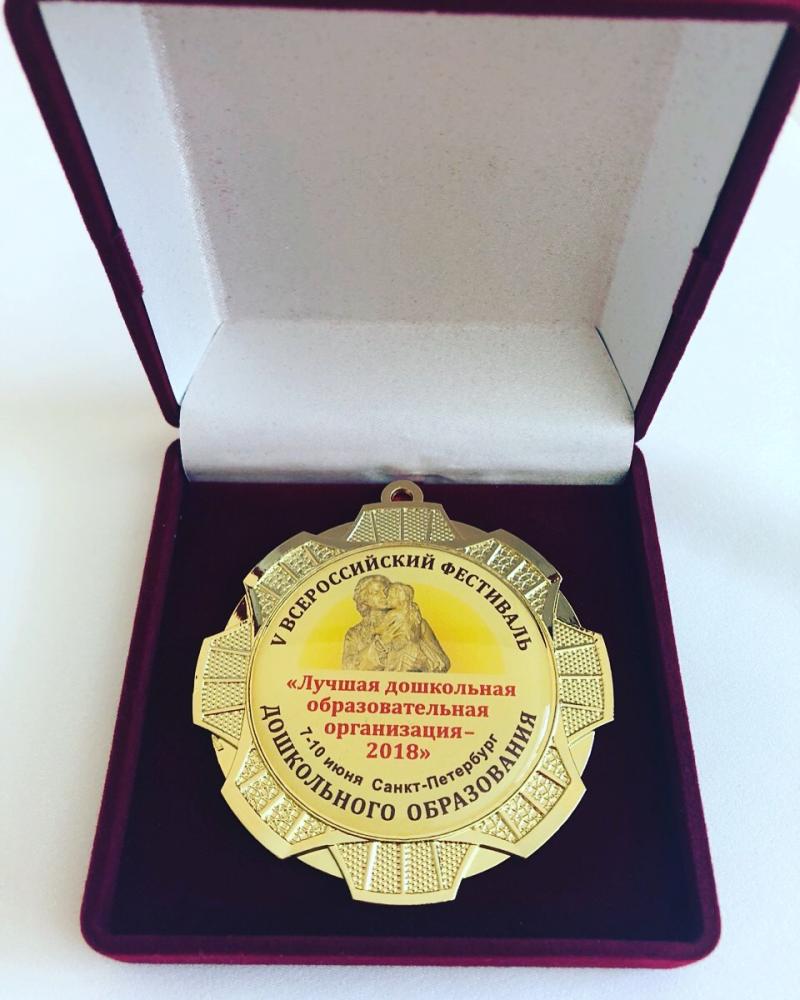 V ВСЕРОССИЙСКИЙ ФЕСТИВАЛЬ
«Лучшая дошкольная
образовательная
организация–
2018»
7-10 июня Санкт-Петербург
ДОШКОЛЬНОГО ОБРАЗОВАНИЯ